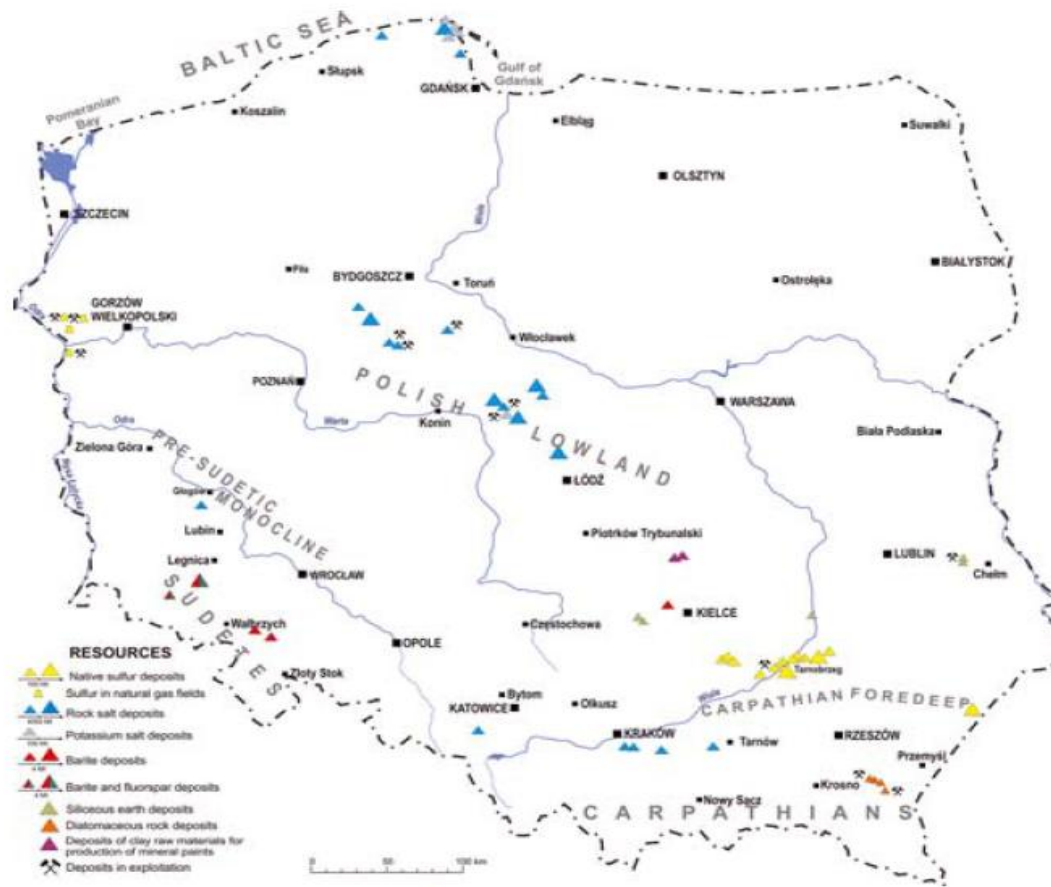 BALTIC SEA
Słupsk
Gulf of
Gdańsk
GDAŃSK
Pomeranian
Bay
Koszalin
Elbląg
Suwałki
OLSZTYN
SZCZECIN
Wisła
Piła
BYDGOSZCZ
Toruń
Ostrołęka
BIAŁYSTOK
GORZÓW
WIELKOPOLSKI
Włocławek
POZNAŃ
POLISH
LOWLAND
WARSZAWA
Konin
Warta
Odra
Biała Podlaska
Zielona Góra
PRE-SUDETIC
MONOCLINE
Głogów
ŁÓDŹ
Nysa Łużycka
Lubin
Piotrków Trybunalski
Legnica
WROCŁAW
LUBLIN
Chełm
SUDETES
KIELCE
Wałbrzych
Częstochowa
OPOLE
Złoty Stok
Tarnobrzeg
Wisła
CARPATHIAN FOREDEEP
Bytom
KATOWICE
Olkusz
KRAKÓW
Tarnów
RZESZÓW
Przemyśl
Krosno
Nowy Sącz
CARPATHIANS
RESOURCES
Native sulfur deposits
Sulfur in natural gas fields
Rock salt deposits
Potassium salt deposits
Barite deposits
Barite and fluorspar deposits
Siliceous earth deposits
Diatomaceous rock deposits
Deposits of clay raw materials for
production of mineral paints
Deposits in exploitation
0 50 100 km